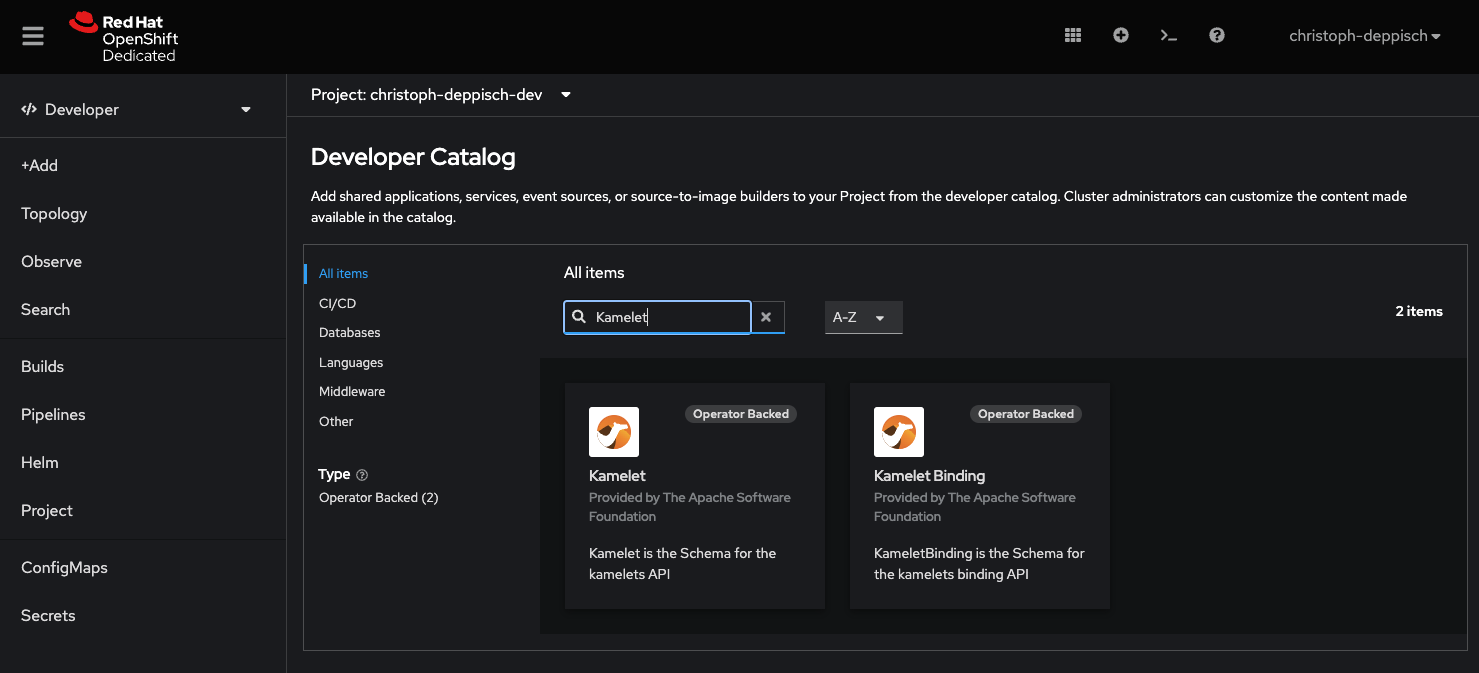 Red Hat
OpenShift
Dedicated
christoph-deppisch
Developer
+Add
Topology
Observe
Search
Builds
Pipelines
Helm
Project
ConfigMaps
Secrets
Project: christoph-deppisch-dev
Developer Catalog
Add shared applications, services, event sources, or source-to-image builders to your Project from the developer catalog. Cluster administrators can customize the content made
available in the catalog.
All items
CI/CD
Databases
Languages
Middleware
Other
Type
Operator Backed (2)
All items
Kamelet
A-Z
2 items
Operator Backed
Kamelet
Provided by The Apache Software
Foundation
Kamelet is the Schema for the
kamelets API
Operator Backed
Kamelet Binding
Provided by The Apache Software
Foundation
KameletBinding is the Schema for
the kamelets binding API